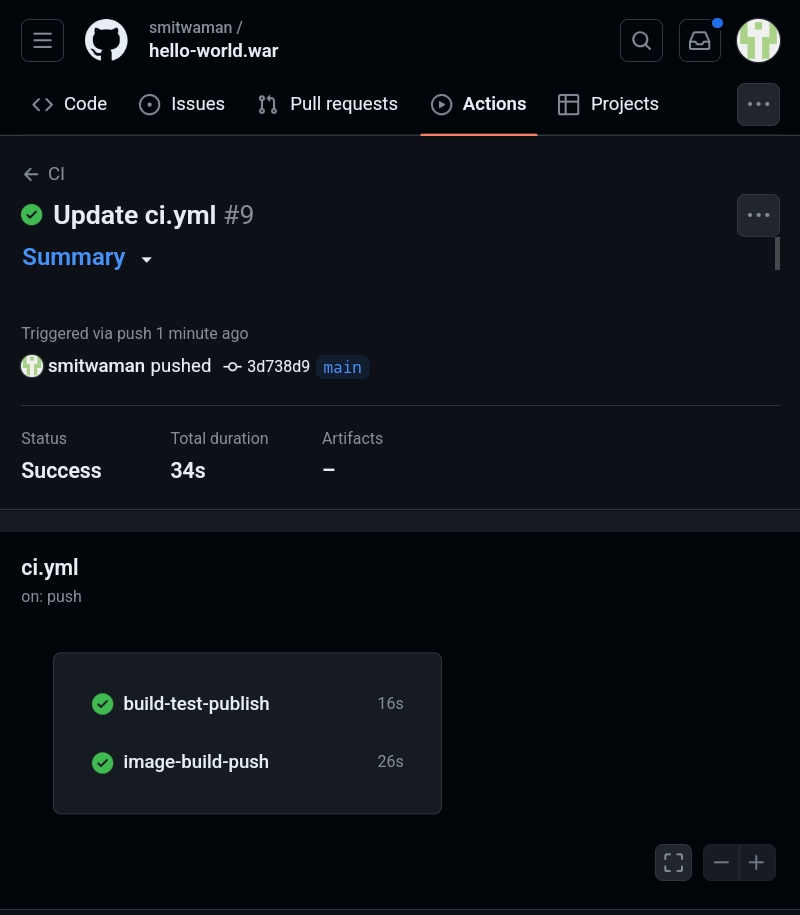 smitwaman /
hello-world.war
Code Issues Pull requests Actions Projects
CI
Update ci.yml #9
Summary
Triggered via push 1 minute ago
smitwaman pushed 3d738d9 main
Status Total duration Artifacts
Success 34s –
ci.yml
on: push
build-test-publish 16s
image-build-push 26s